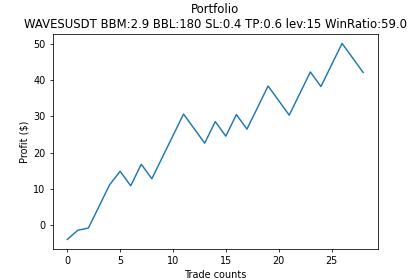 Portfolio
WAVESUSDT BBM:2.9 BBL:180 SL:0.4 TP:0.6 lev:15 WinRatio:59.0
50
40
30
20
10
0
Profit ($)
0 5 10 15 20 25
Trade counts